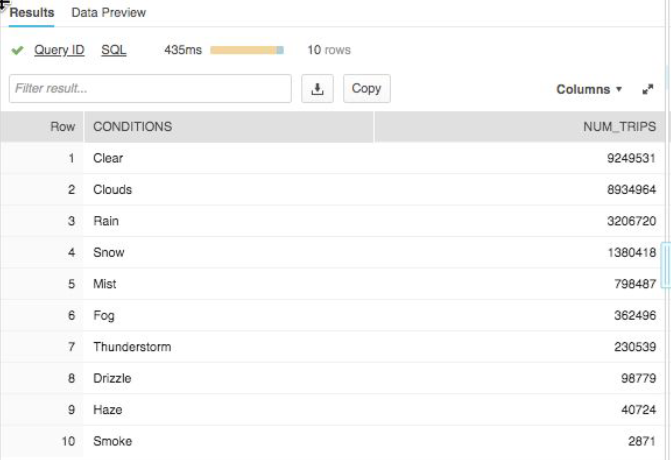 Results Data Preview
Query ID SQL 435ms 10 rows
Filter result... Copy Columns
Row CONDITIONS NUM_TRIPS
1 Clear 9249531
2 Clouds 8934964
3 Rain 3206720
4 Snow 1380418
5 Mist 798487
6 Fog 362496
7 Thunderstorm 230539
8 Drizzle 98779
9 Haze 40724
10 Smoke 2871